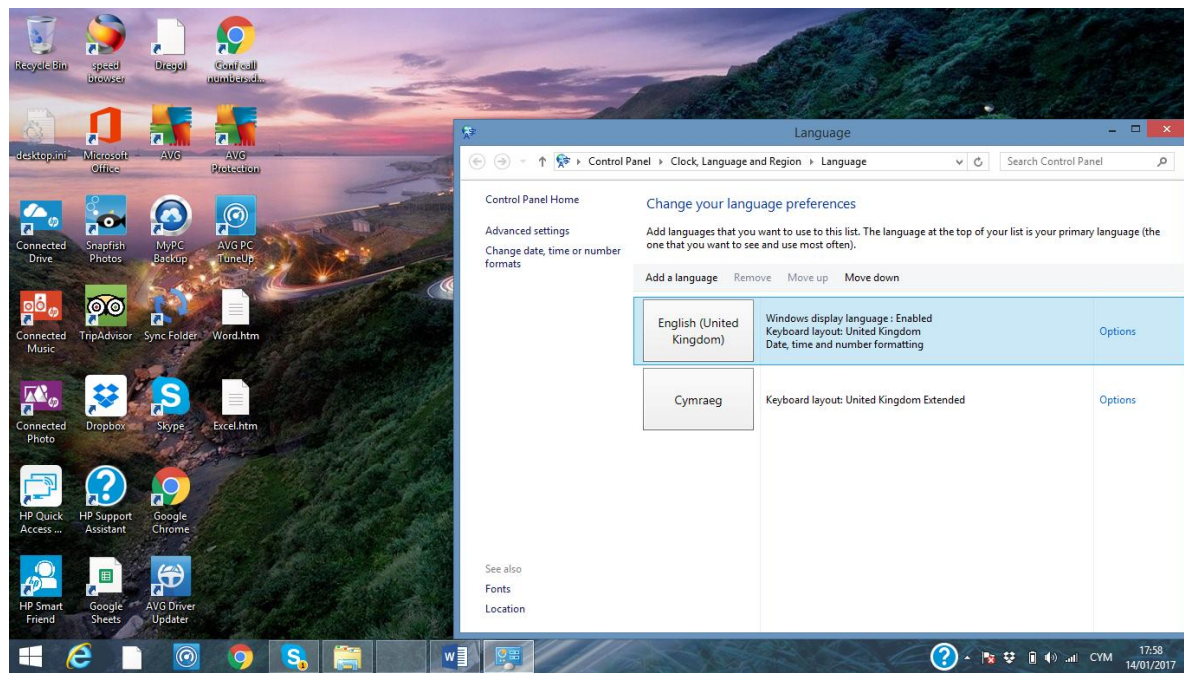 Recycle Bin
speed browser
Dregol
Conf call numbers.d...
desktop.ini
Microsoft Office
AVG
AVG Protection
Connected Drive
Snapfish Photos
MyPC Backup
AVG PC TuneUp
Connected Music
TripAdvisor
Sync Folder
Word.htm
Connected Photo
Dropbox
Skype
Excel.htm
HP Quick Access ...
HP Support Assistant
Google Chrome
HP Smart Friend
Google Sheets
AVG Driver Updater
Language
Control Panel Clock, Language and Region Language
Search Control Panel
Control Panel Home
Advanced settings
Change date, time or number
formats
See also
Fonts
Location
Change your language preferences
Add languages that you want to use to this list. The language at the top of your list is your primary language (the
one that you want to see and use most often).
Add a language Remove Move up Move down
English (United
Kingdom)
Windows display language : Enabled
Keyboard layout: United Kingdom
Date, time and number formatting
Options
Cymraeg
Keyboard layout: United Kingdom Extended
Options
CYM
17:58
14/01/2017